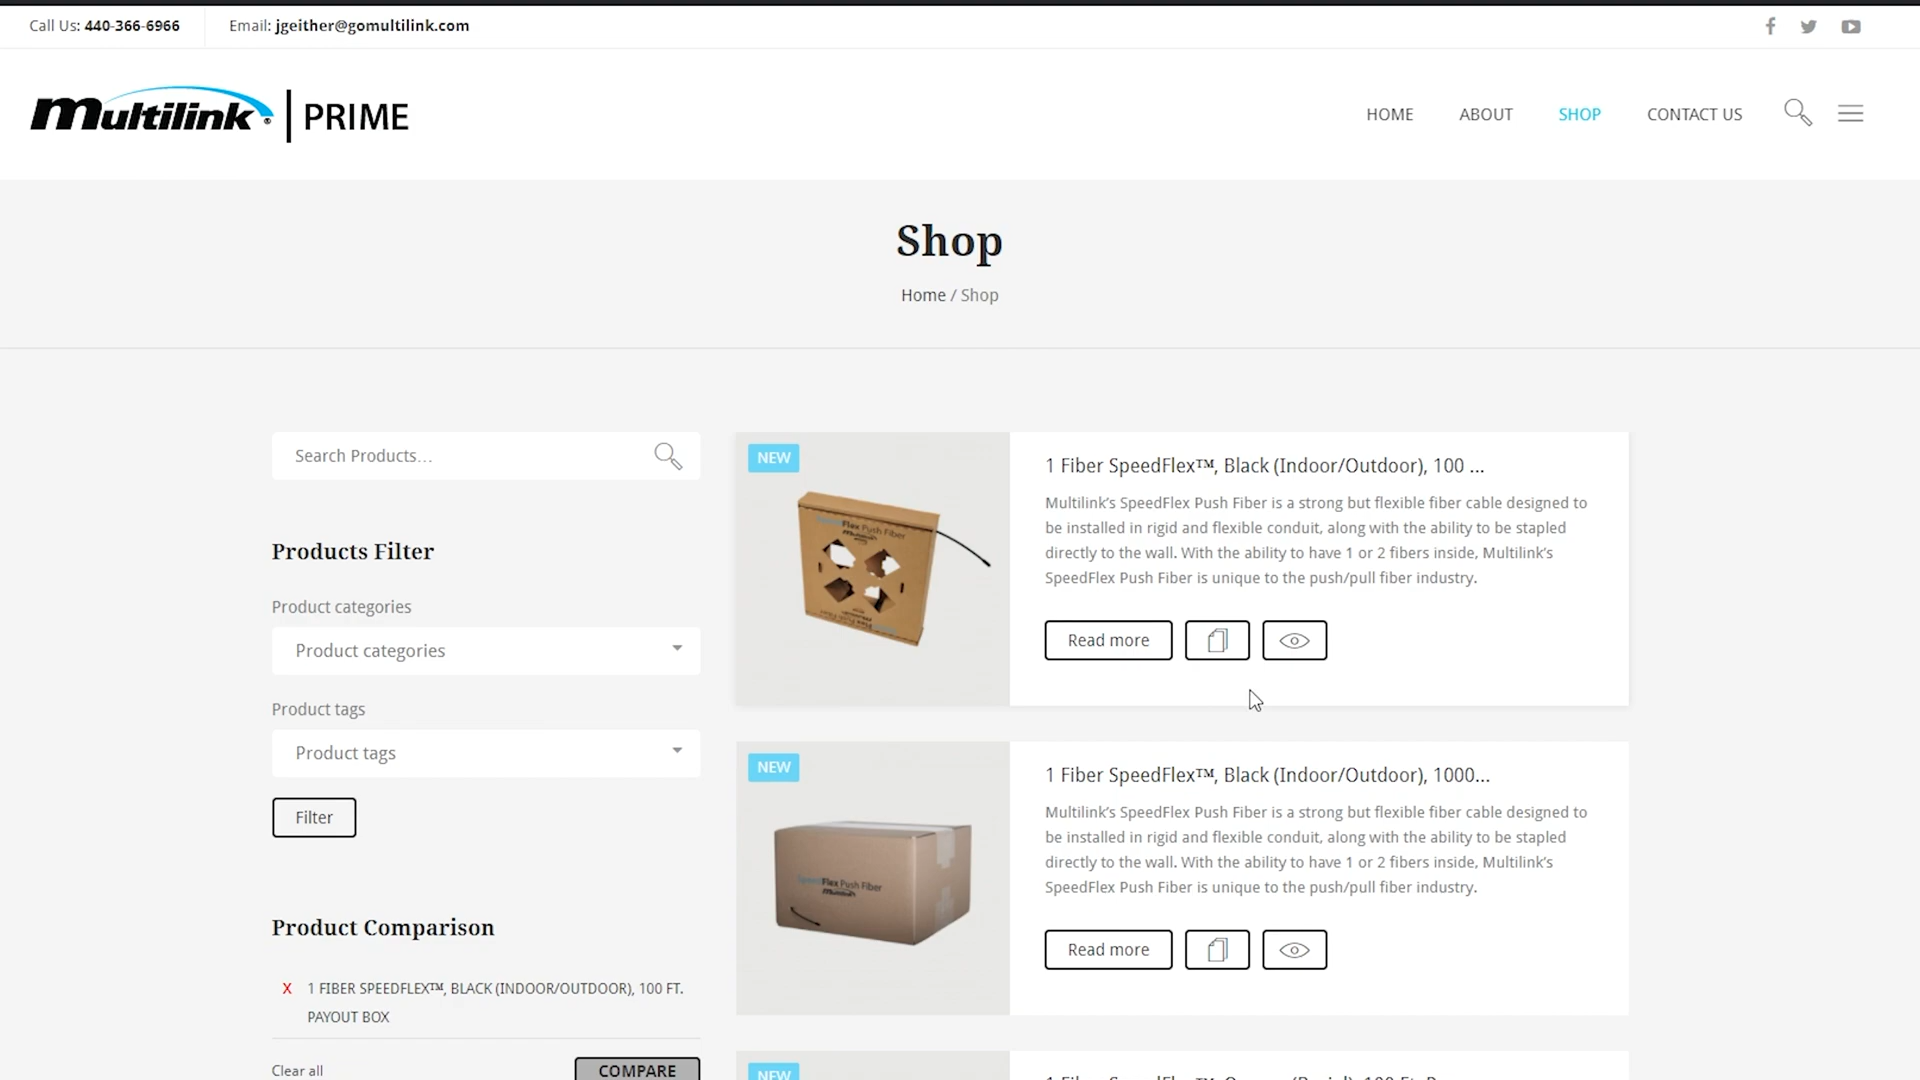 Call Us: 440-366-6966
Email: jgeither@gomultilink.com
multilink® | PRIME
HOME
ABOUT
SHOP
CONTACT US
Shop
Home / Shop
Search Products...
Products Filter
Product categories
Product categories
Product tags
Product tags
Filter
Product Comparison
X 1 FIBER SPEEDFLEX™, BLACK (INDOOR/OUTDOOR), 100 FT.
PAYOUT BOX
Clear all
COMPARE
NEW
SpeedFlex Push Fiber
Multilink
1 Fiber SpeedFlex™, Black (Indoor/Outdoor), 100 ...
Multilink’s SpeedFlex Push Fiber is a strong but flexible fiber cable designed to
be installed in rigid and flexible conduit, along with the ability to be stapled
directly to the wall. With the ability to have 1 or 2 fibers inside, Multilink’s
SpeedFlex Push Fiber is unique to the push/pull fiber industry.
Read more
NEW
SpeedFlex Push Fiber
Multilink
1 Fiber SpeedFlex™, Black (Indoor/Outdoor), 1000...
Multilink’s SpeedFlex Push Fiber is a strong but flexible fiber cable designed to
be installed in rigid and flexible conduit, along with the ability to be stapled
directly to the wall. With the ability to have 1 or 2 fibers inside, Multilink’s
SpeedFlex Push Fiber is unique to the push/pull fiber industry.
Read more
NEW